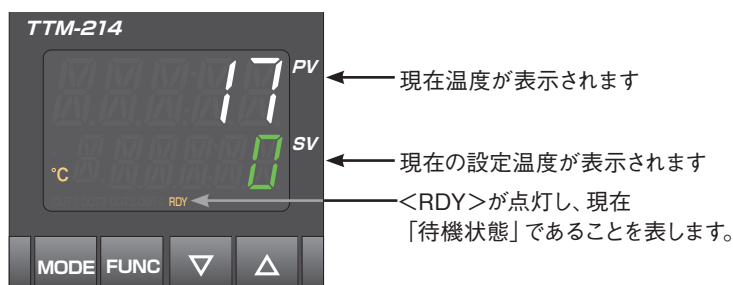 TTM-214
17 PV
現在温度が表示されます
0 SV
現在の設定温度が表示されます
℃
RDY
<RDY>が点灯し、現在
「待機状態」であることを表します。
MODE FUNC ▽ △